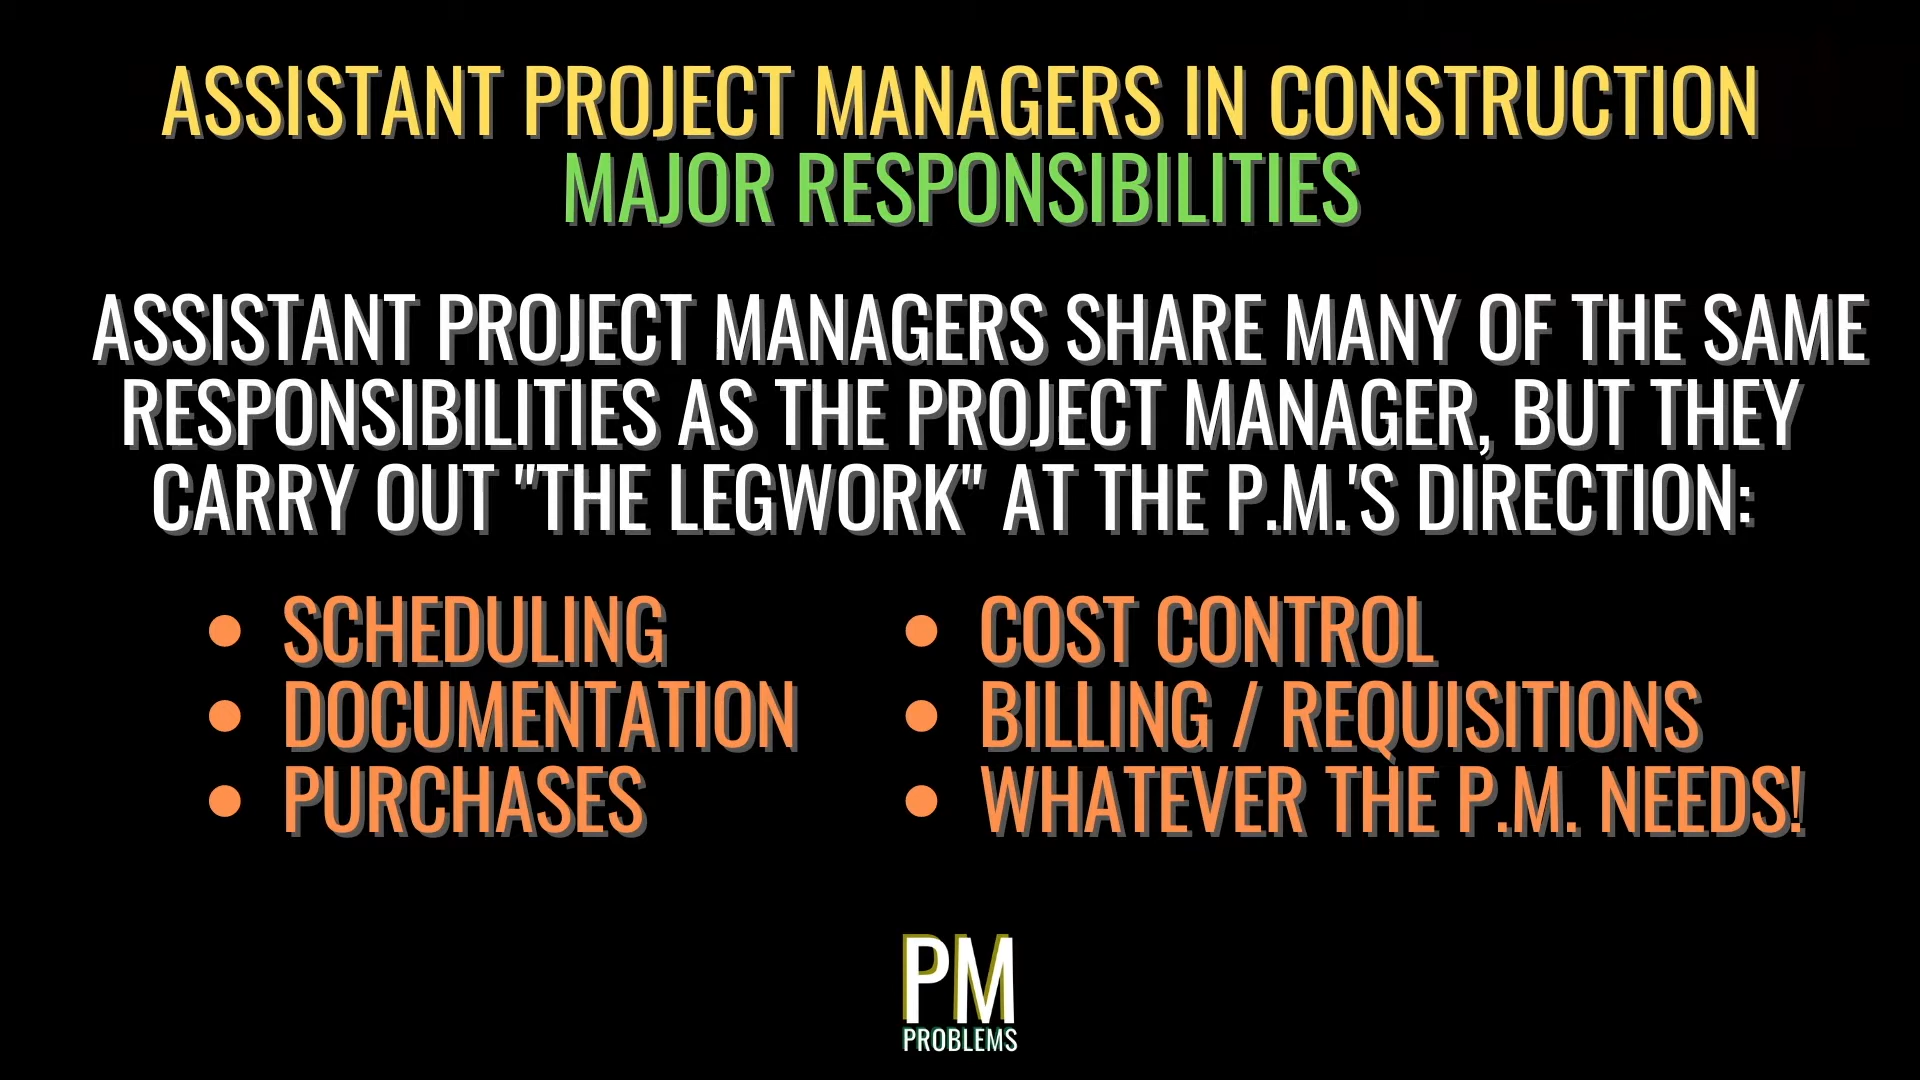 ASSISTANT PROJECT MANAGERS IN CONSTRUCTION
MAJOR RESPONSIBILITIES
ASSISTANT PROJECT MANAGERS SHARE MANY OF THE SAME
RESPONSIBILITIES AS THE PROJECT MANAGER, BUT THEY
CARRY OUT "THE LEGWORK" AT THE P.M.'S DIRECTION:
• SCHEDULING
• DOCUMENTATION
• PURCHASES
• COST CONTROL
• BILLING / REQUISITIONS
• WHATEVER THE P.M. NEEDS!
PM
PROBLEMS